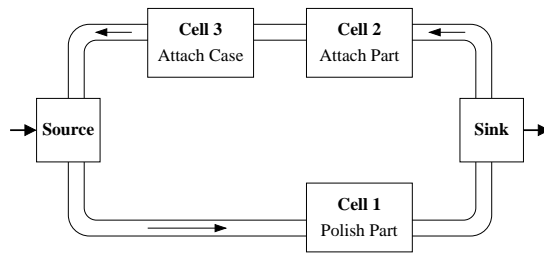 Cell 3
Attach Case
Cell 2
Attach Part
Source
Sink
Cell 1
Polish Part